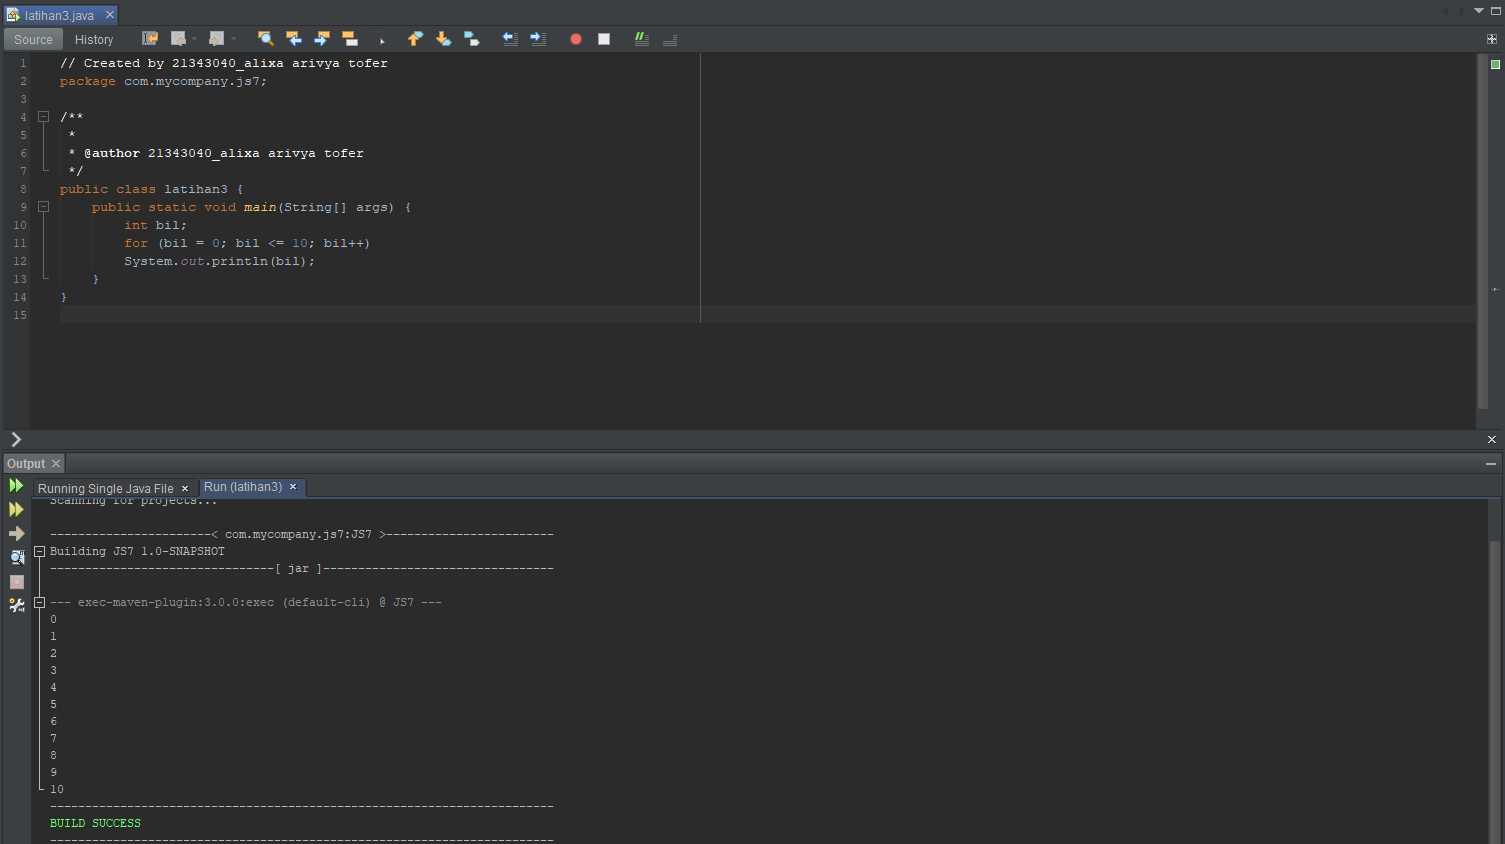 latihan3.java
Source History
1 // Created by 21343040_alixa arivya tofer
2 package com.mycompany.js7;
3
4 /**
5 *
6 * @author 21343040_alixa arivya tofer
7 */
8 public class latihan3 {
9 public static void main(String[] args) {
10 int bil;
11 for (bil = 0; bil <= 10; bil++)
12 System.out.println(bil);
13 }
14 }
15
Output
Running Single Java File Run (latihan3)
Scanning for projects...
-----------------------< com.mycompany.js7:JS7 >------------------------
Building JS7 1.0-SNAPSHOT
--------------------------------[ jar ]---------------------------------
--- exec-maven-plugin:3.0.0:exec (default-cli) @ JS7 ---
0
1
2
3
4
5
6
7
8
9
10
------------------------------------------------------------------------
BUILD SUCCESS
------------------------------------------------------------------------